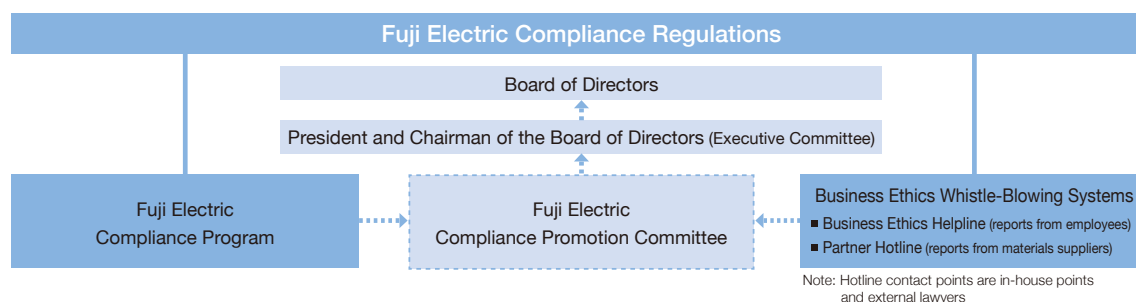 Fuji Electric Compliance Regulations
Board of Directors
President and Chairman of the Board of Directors (Executive Committee)
Fuji Electric
Compliance Program
Fuji Electric
Compliance Promotion Committee
Business Ethics Whistle-Blowing Systems
■ Business Ethics Helpline (reports from employees)
■ Partner Hotline (reports from materials suppliers)
Note: Hotline contact points are in-house points
and external lawyers